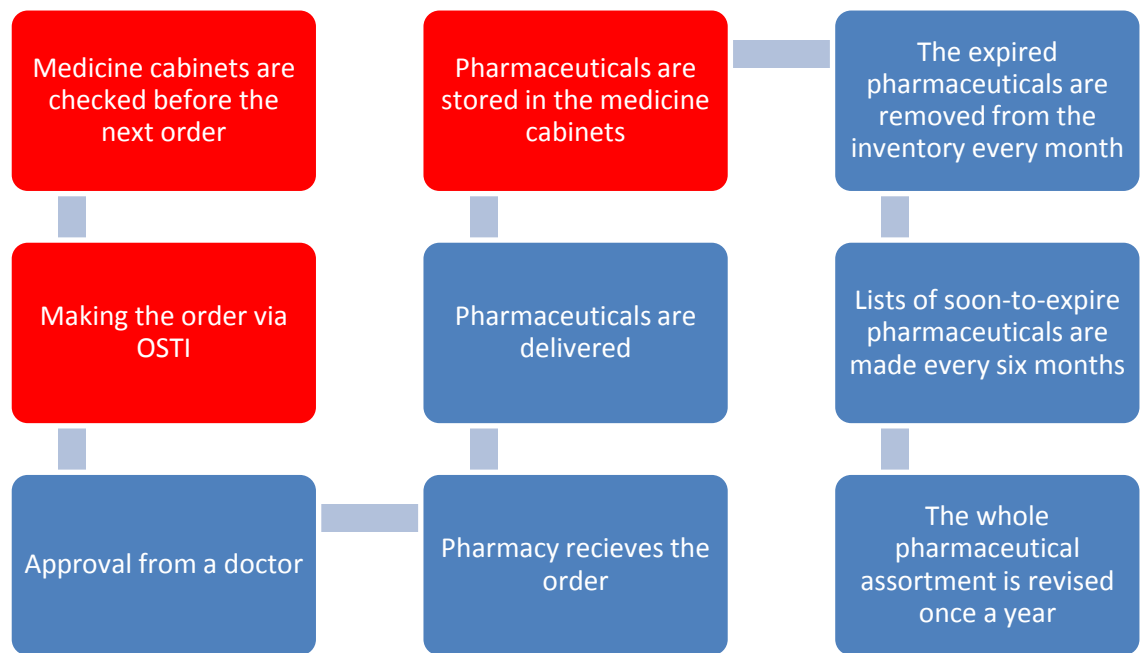 Medicine cabinets are
checked before the
next order
Making the order via
OSTI
Approval from a doctor
Pharmacy recieves the
order
Pharmaceuticals are
delivered
Pharmaceuticals are
stored in the medicine
cabinets
The expired
pharmaceuticals are
removed from the
inventory every month
Lists of soon-to-expire
pharmaceuticals are
made every six months
The whole
pharmaceutical
assortment is revised
once a year